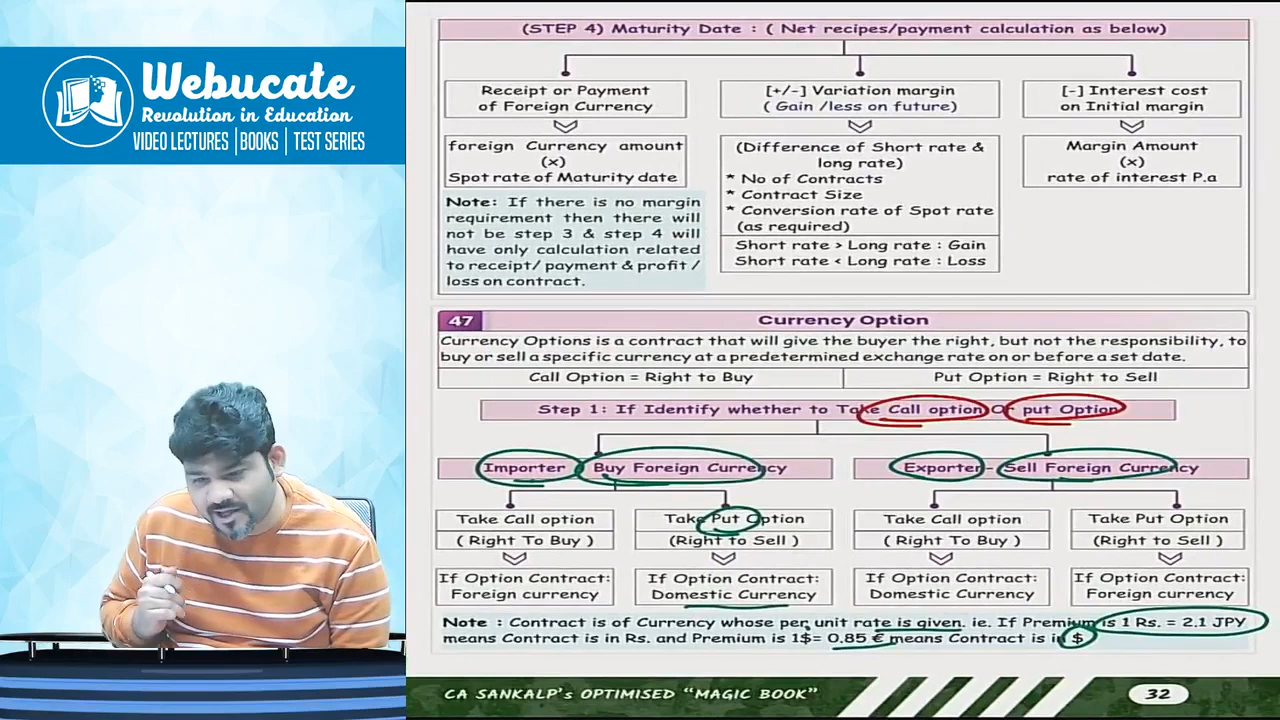 Webucate
Revolution in Education
VIDEO LECTURES | BOOKS | TEST SERIES
(STEP 4) Maturity Date : ( Net recipes/payment calculation as below)
Receipt or Payment
of Foreign Currency
foreign Currency amount
(x)
Spot rate of Maturity date
Note: If there is no margin
requirement then there will
not be step 3 & step 4 will
have only calculation related
to receipt/ payment & profit /
loss on contract.
[+/-] Variation margin
( Gain /less on future)
(Difference of Short rate &
long rate)
* No of Contracts
* Contract Size
* Conversion rate of Spot rate
(as required)
Short rate > Long rate : Gain
Short rate < Long rate : Loss
[-] Interest cost
on Initial margin
Margin Amount
(x)
rate of interest P.a
47 Currency Option
Currency Options is a contract that will give the buyer the right, but not the responsibility, to
buy or sell a specific currency at a predetermined exchange rate on or before a set date.
Call Option = Right to Buy
Put Option = Right to Sell
Step 1: If Identify whether to Take Call option Or put Option
Importer - Buy Foreign Currency
Exporter- Sell Foreign Currency
Take Call option
( Right To Buy )
If Option Contract:
Foreign currency
Take Put Option
(Right to Sell )
If Option Contract:
Domestic Currency
Take Call option
( Right To Buy )
If Option Contract:
Domestic Currency
Take Put Option
(Right to Sell )
If Option Contract:
Foreign currency
Note : Contract is of Currency whose per unit rate is given. ie. If Premium is 1 Rs. = 2.1 JPY
means Contract is in Rs. and Premium is 1$= 0.85 € means Contract is in $
CA SANKALP's OPTIMISED "MAGIC BOOK"
32